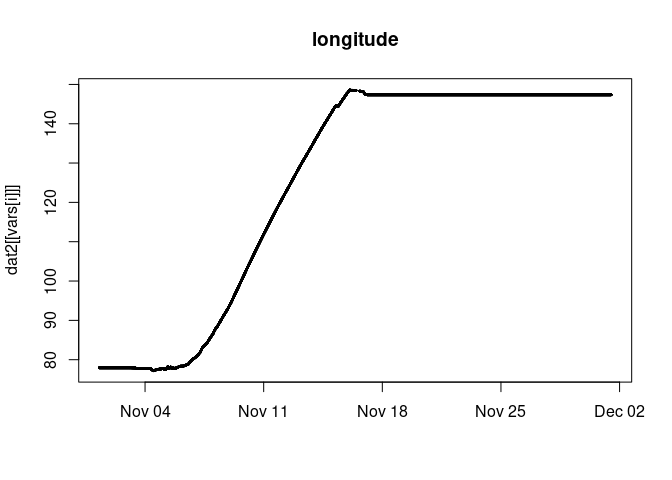 longitude
dat2[[vars[i]]]
140
120
100
90
80
Nov 04
Nov 11
Nov 18
Nov 25
Dec 02